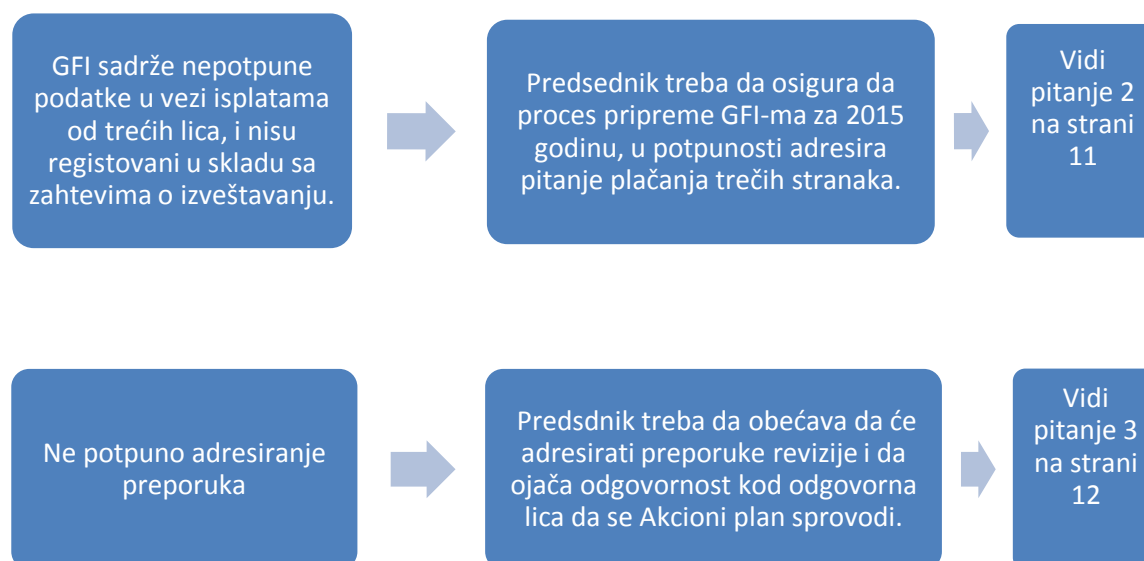 GFI sadrže nepotpune
podatke u vezi isplatama
od trećih lica, i nisu
registovani u skladu sa
zahtevima o izveštavanju.
Predsednik treba da osigura da
proces pripreme GFI-ma za 2015
godinu, u potpunosti adresira
pitanje plačanja trečih stranaka.
Vidi
pitanje 2
na strani
11
Ne potpuno adresiranje
preporuka
Predsdnik treba da obećava da će
adresirati preporuke revizije i da
ojača odgovornost kod odgovorna
lica da se Akcioni plan sprovodi.
Vidi
pitanje 3
na strani
12